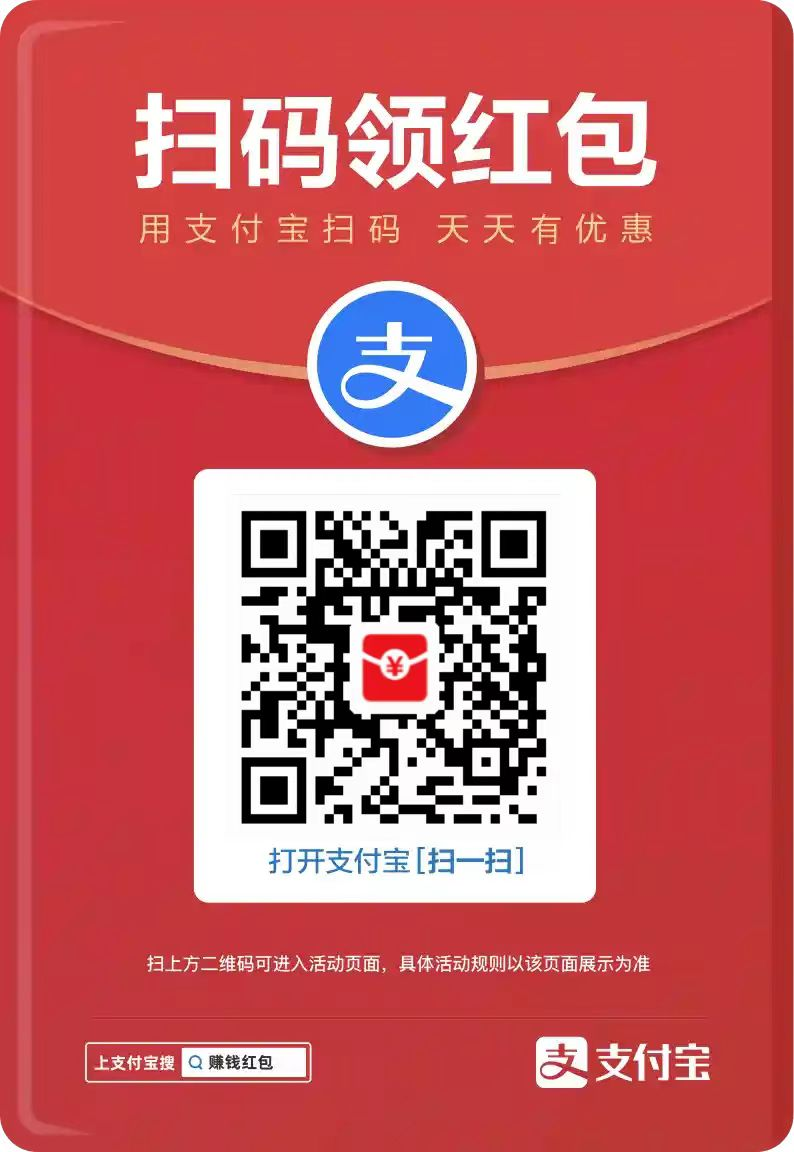 扫码领红包
用支付宝扫码 天天有优惠
支
¥
打开支付宝[扫一扫]
扫上方二维码可进入活动页面，具体活动规则以该页面展示为准
上支付宝搜 赚钱红包
支 支付宝